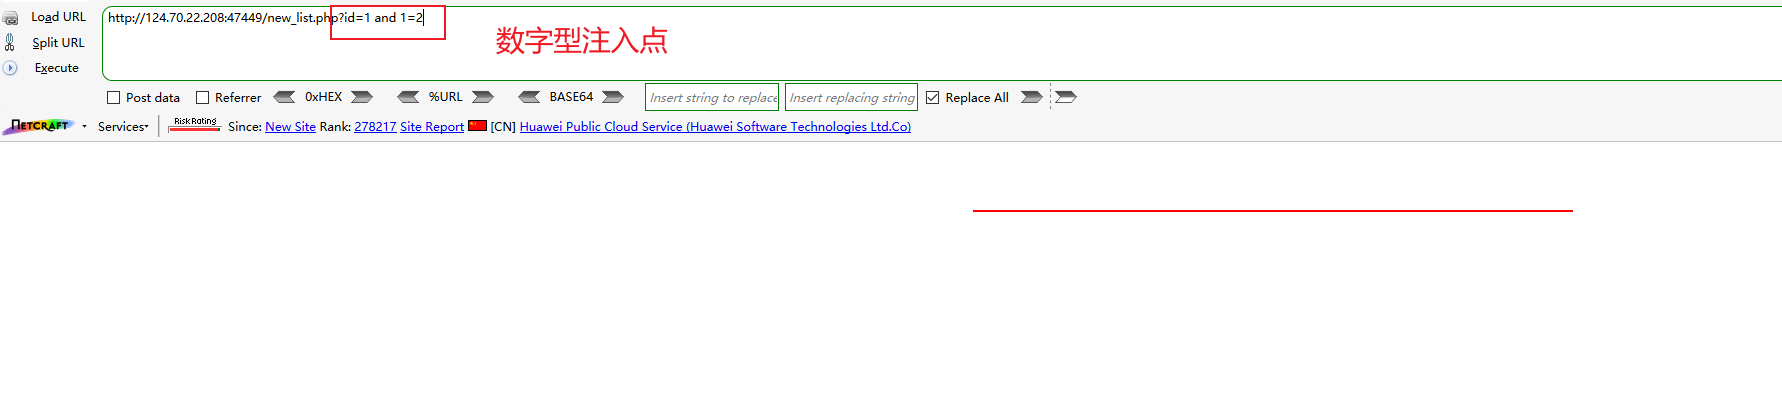 Load URL
http://124.70.22.208:47449/new_list.php?id=1 and 1=2
数字型注入点
Split URL
Execute
Post data Referrer 0xHEX %URL BASE64 Insert string to replace Insert replacing string Replace All
NETCRAFT Services Risk Rating Since: New Site Rank: 278217 Site Report [CN] Huawei Public Cloud Service (Huawei Software Technologies Ltd.Co)